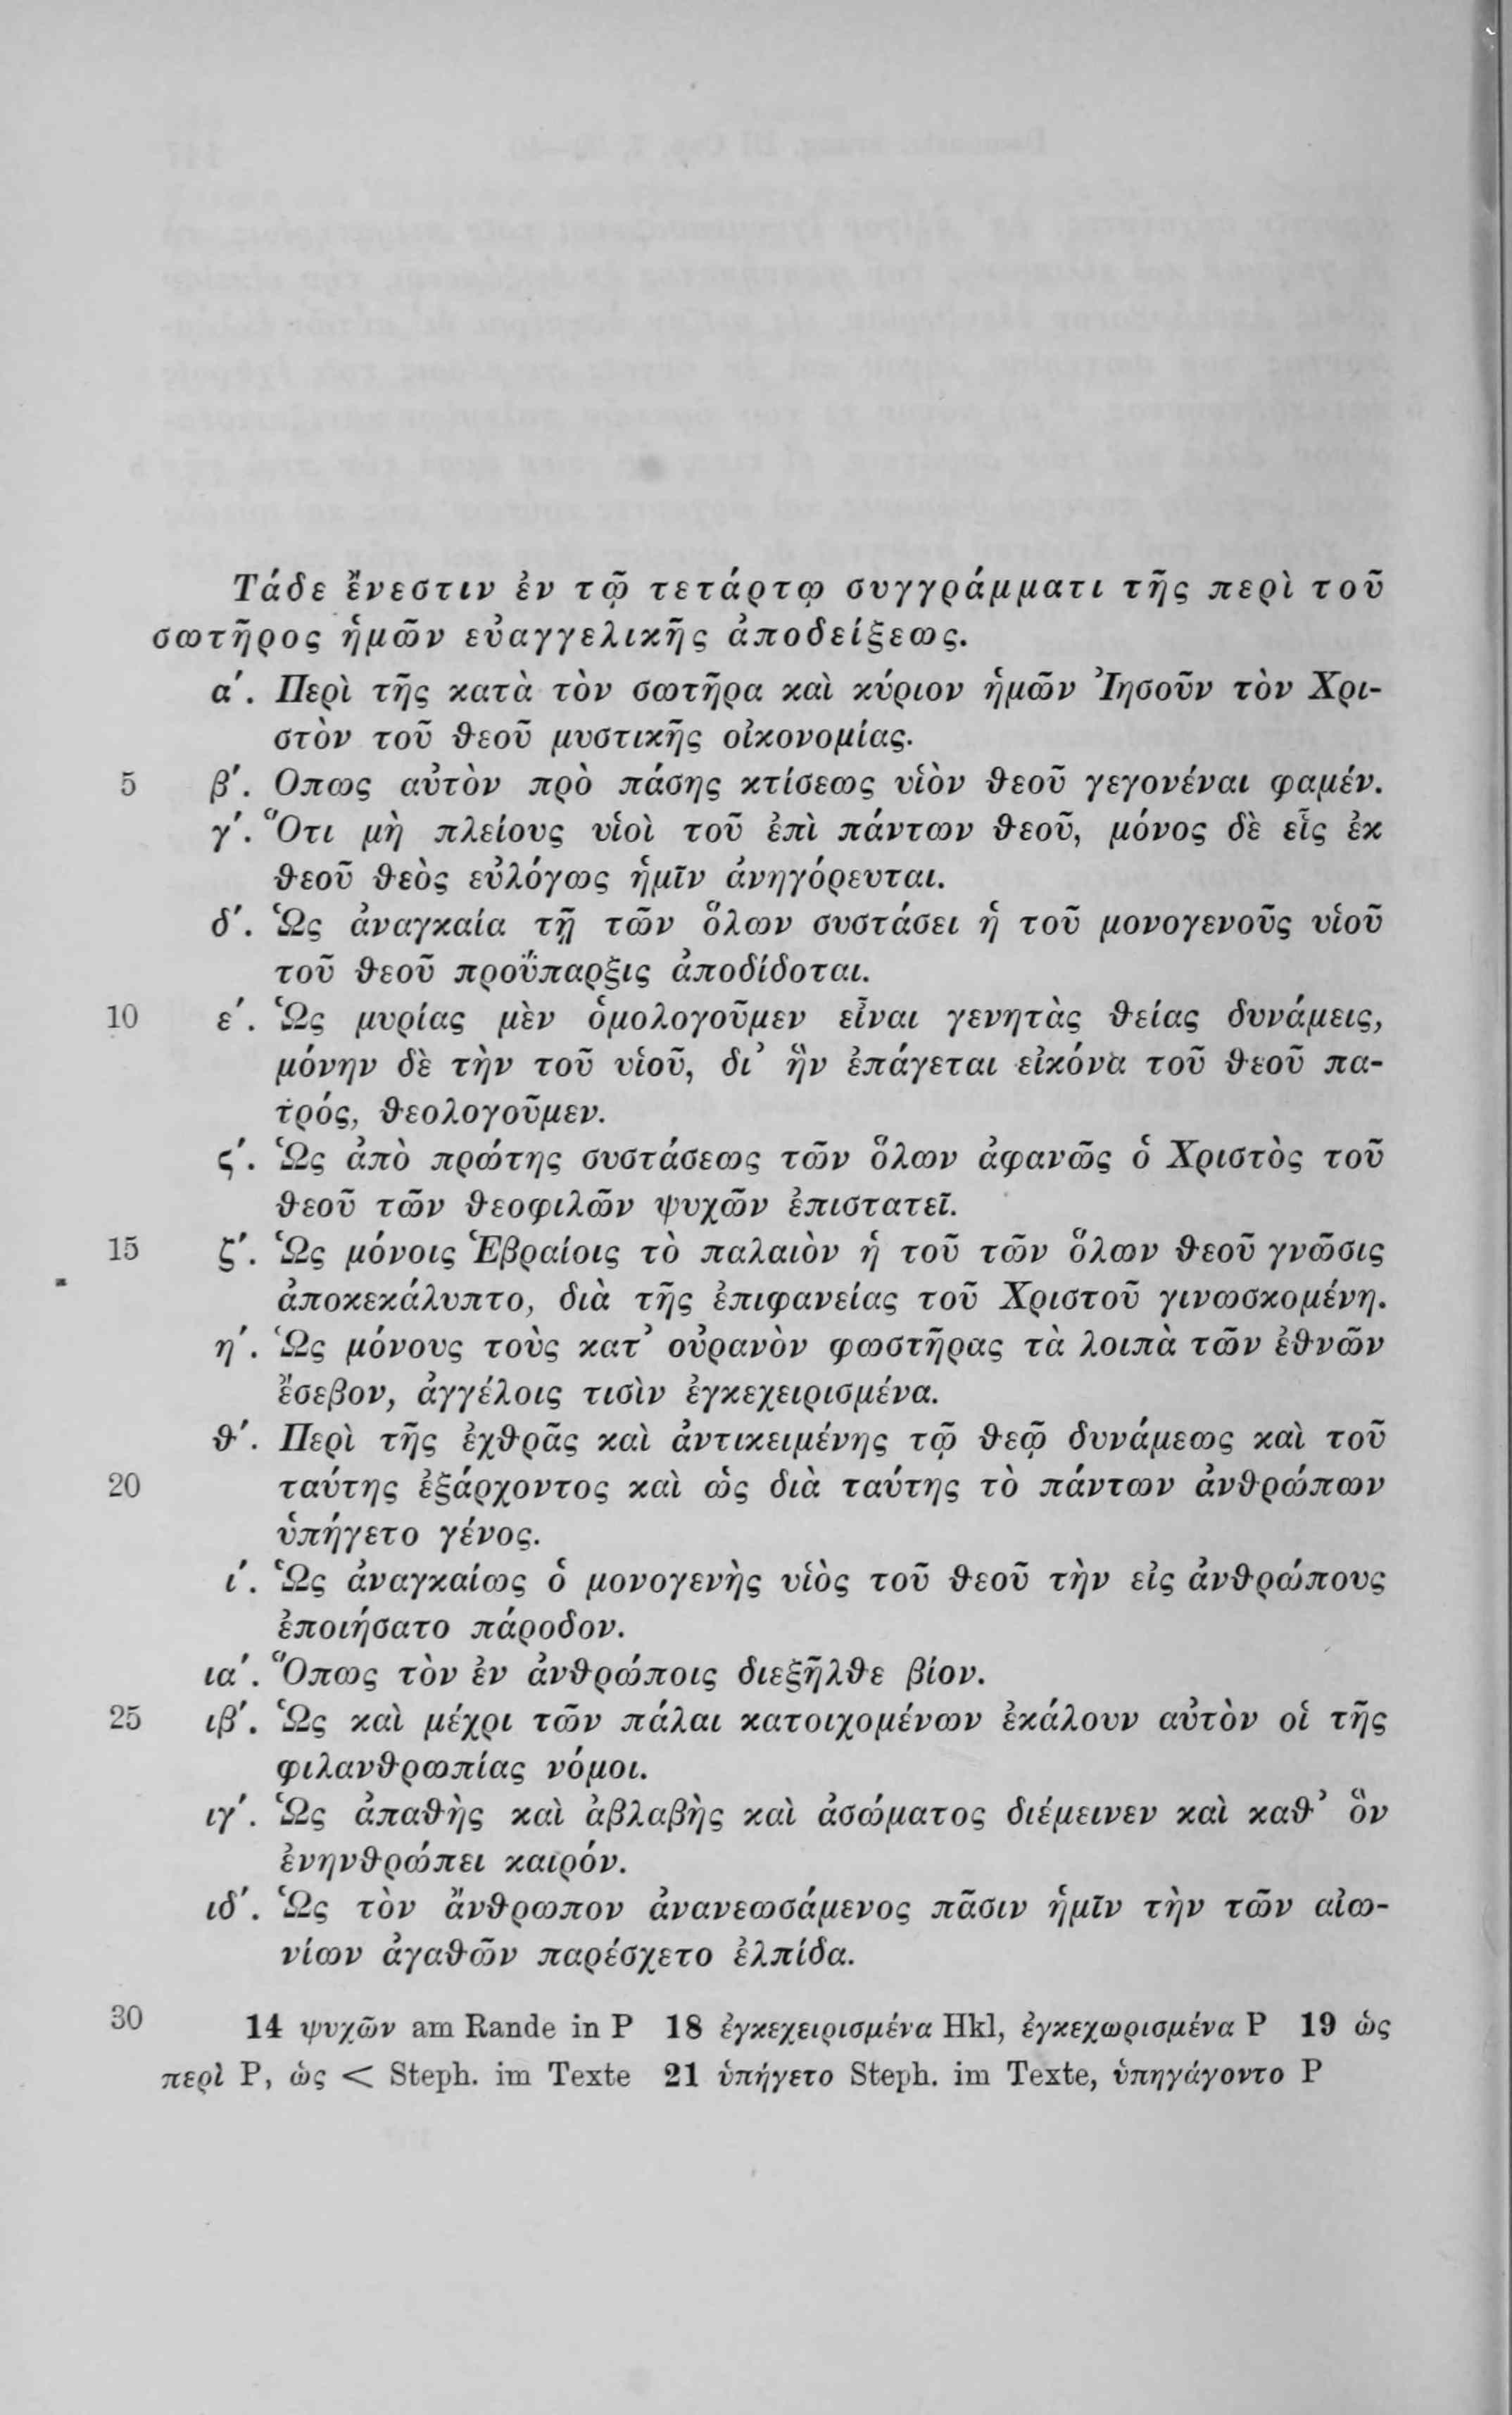 Τάδε ἔνεστιν ἐν τῷ τετάρτῳ συγγράμματι τῆς περὶ τοῦ
σωτῆρος ἡμῶν εὐαγγελικῆς ἀποδείξεως.
α΄. Περὶ τῆς κατὰ τὸν σωτῆρα καὶ κύριον ἡμῶν Ἰησοῦν τὸν Χρι-
στὸν τοῦ θεοῦ μυστικῆς οἰκονομίας.
5 β΄. Οπως αὐτὸν πρὸ πάσης κτίσεως υἱὸν θεοῦ γεγονέναι φαμέν.
γ΄. Ὅτι μὴ πλείους υἱοὶ τοῦ ἐπὶ πάντων θεοῦ, μόνος δὲ εἷς ἐκ
θεοῦ θεὸς εὐλόγως ἡμῖν ἀνηγόρευται.
δ΄. Ὡς ἀναγκαία τῇ τῶν ὅλων συστάσει ἡ τοῦ μονογενοῦς υἱοῦ
τοῦ θεοῦ προΰπαρξις ἀποδίδοται.
10 ε΄. Ὡς μυρίας μὲν ὁμολογοῦμεν εἶναι γενητὰς θείας δυνάμεις,
μόνην δὲ τὴν τοῦ υἱοῦ, δι᾽ ἣν ἐπάγεται εἰκόνα τοῦ θεοῦ πα-
τρός, θεολογοῦμεν.
ϛ΄. Ὡς ἀπὸ πρώτης συστάσεως τῶν ὅλων ἀφανῶς ὁ Χριστὸς τοῦ
θεοῦ τῶν θεοφιλῶν ψυχῶν ἐπιστατεῖ.
15 ζ΄. Ὡς μόνοις Ἑβραίοις τὸ παλαιὸν ἡ τοῦ τῶν ὅλων θεοῦ γνῶσις
ἀποκεκάλυπτο, διὰ τῆς ἐπιφανείας τοῦ Χριστοῦ γινωσκομένη.
η΄. Ὡς μόνους τοὺς κατ᾽ οὐρανὸν φωστῆρας τὰ λοιπὰ τῶν ἐθνῶν
ἔσεβον, ἀγγέλοις τισὶν ἐγκεχειρισμένα.
θ΄. Περὶ τῆς ἐχθρᾶς καὶ ἀντικειμένης τῷ θεῷ δυνάμεως καὶ τοῦ
20 ταύτης ἐξάρχοντος καὶ ὡς διὰ ταύτης τὸ πάντων ἀνθρώπων
ὑπήγετο γένος.
ι΄. Ὡς ἀναγκαίως ὁ μονογενὴς υἱὸς τοῦ θεοῦ τὴν εἰς ἀνθρώπους
ἐποιήσατο πάροδον.
ια΄. Ὅπως τὸν ἐν ἀνθρώποις διεξῆλθε βίον.
25 ιβ΄. Ὡς καὶ μέχρι τῶν πάλαι κατοιχομένων ἐκάλουν αὐτὸν οἱ τῆς
φιλανθρωπίας νόμοι.
ιγ΄. Ὡς ἀπαθὴς καὶ ἀβλαβὴς καὶ ἀσώματος διέμεινεν καὶ καθ᾽ ὃν
ἐνηνθρώπει καιρόν.
ιδ΄. Ὡς τὸν ἄνθρωπον ἀνανεωσάμενος πᾶσιν ἡμῖν τὴν τῶν αἰω-
νίων ἀγαθῶν παρέσχετο ἐλπίδα.
30 14 ψυχῶν am Rande in P 18 ἐγκεχειρισμένα Hkl, ἐγκεχωρισμένα P 19 ὡς
περὶ P, ὡς < Steph. im Texte 21 ὑπήγετο Steph. im Texte, ὑπηγάγοντο P